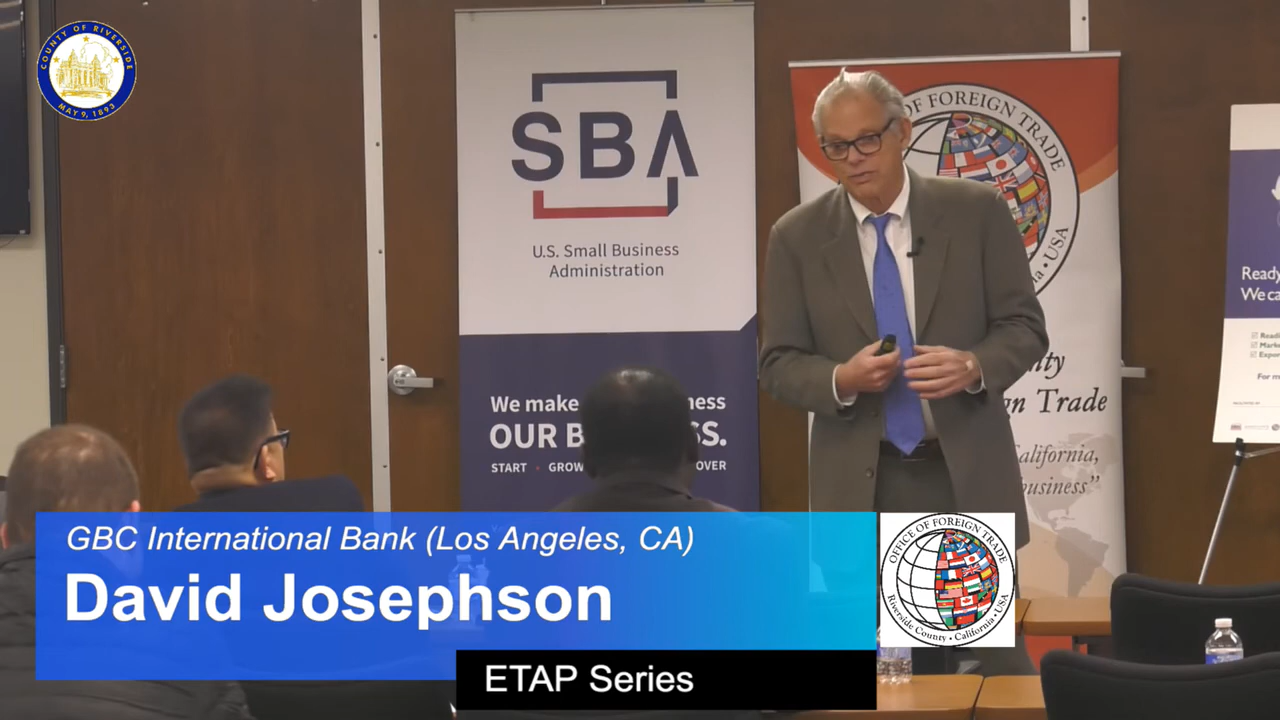 COUNTY OF RIVERSIDE
MAY 9, 1893
SBA
U.S. Small Business
Administration
We make
OUR
START • GROW
OVER
OF FOREIGN TRADE
USA
Trade
California,
business”
Ready
We
For
GBC International Bank (Los Angeles, CA)
David Josephson
ETAP Series
OFFICE OF FOREIGN TRADE
Riverside County • California • USA